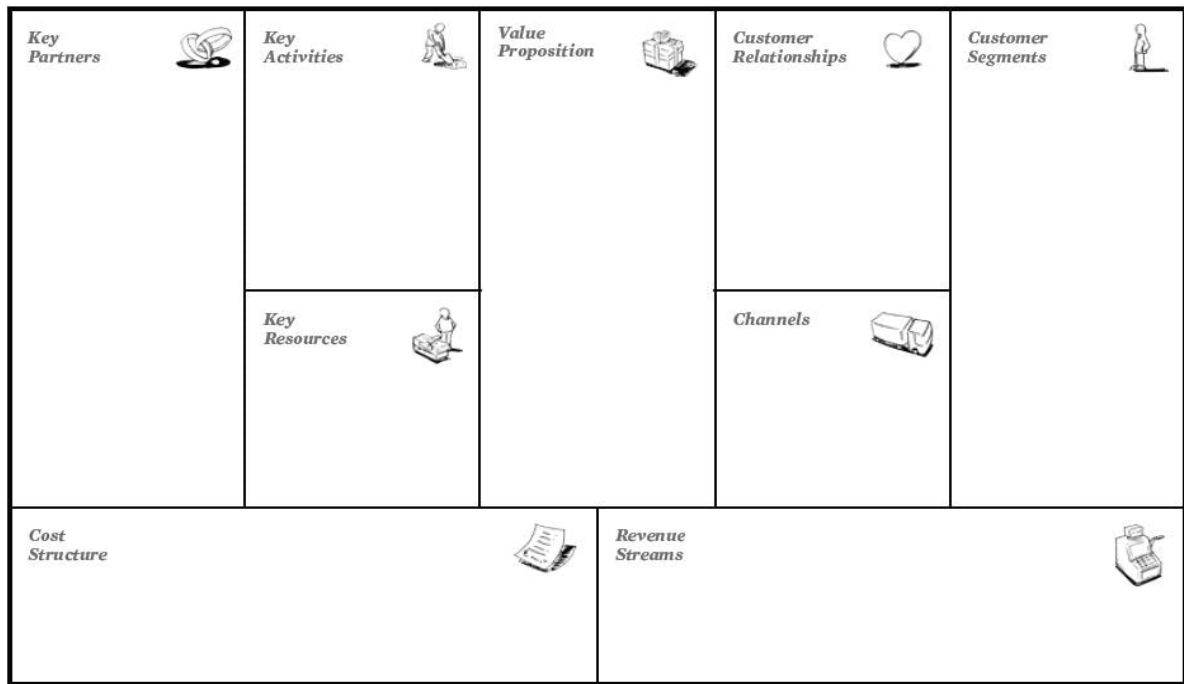 Key
Partners
Key
Activities
Value
Proposition
Customer
Relationships
Customer
Segments
Key
Resources
Channels
Cost
Structure
Revenue
Streams